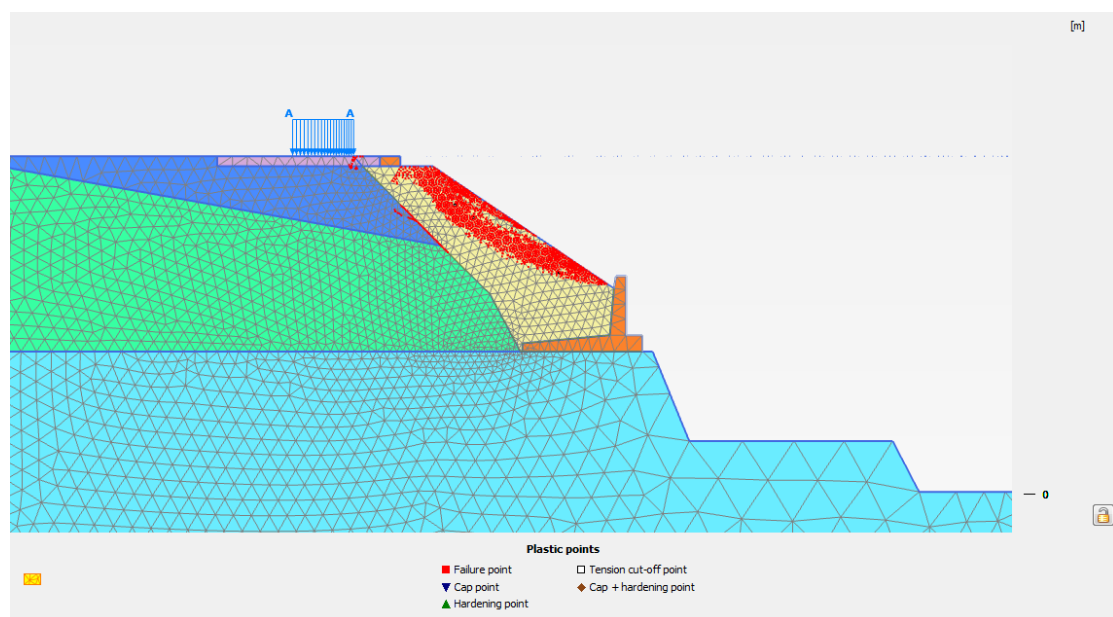 [m]
A A
0
Plastic points
Failure point Tension cut-off point
Cap point Cap + hardening point
Hardening point